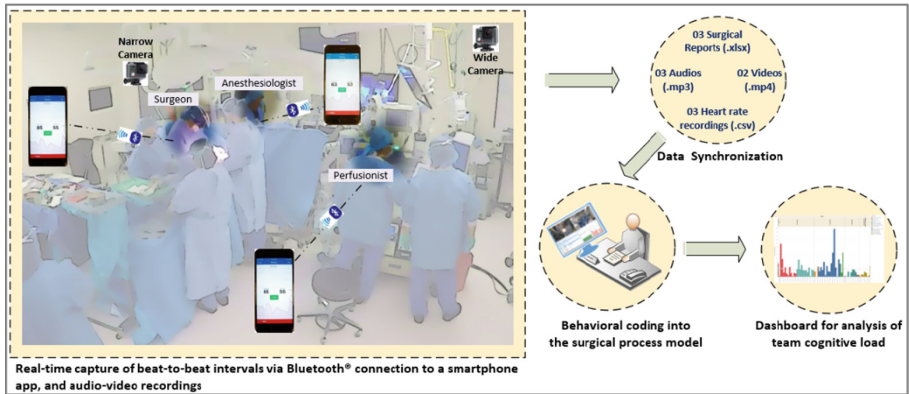 Narrow
Camera
Anesthesiologist
Surgeon
Wide
Camera
Perfusionist
Real-time capture of beat-to-beat intervals via Bluetooth® connection to a smartphone
app, and audio-video recordings
03 Surgical
Reports (.xlsx)
03 Audios
(.mp3)
02 Videos
(.mp4)
03 Heart rate
recordings (.csv)
Data Synchronization
Behavioral coding into
the surgical process model
Dashboard for analysis of
team cognitive load